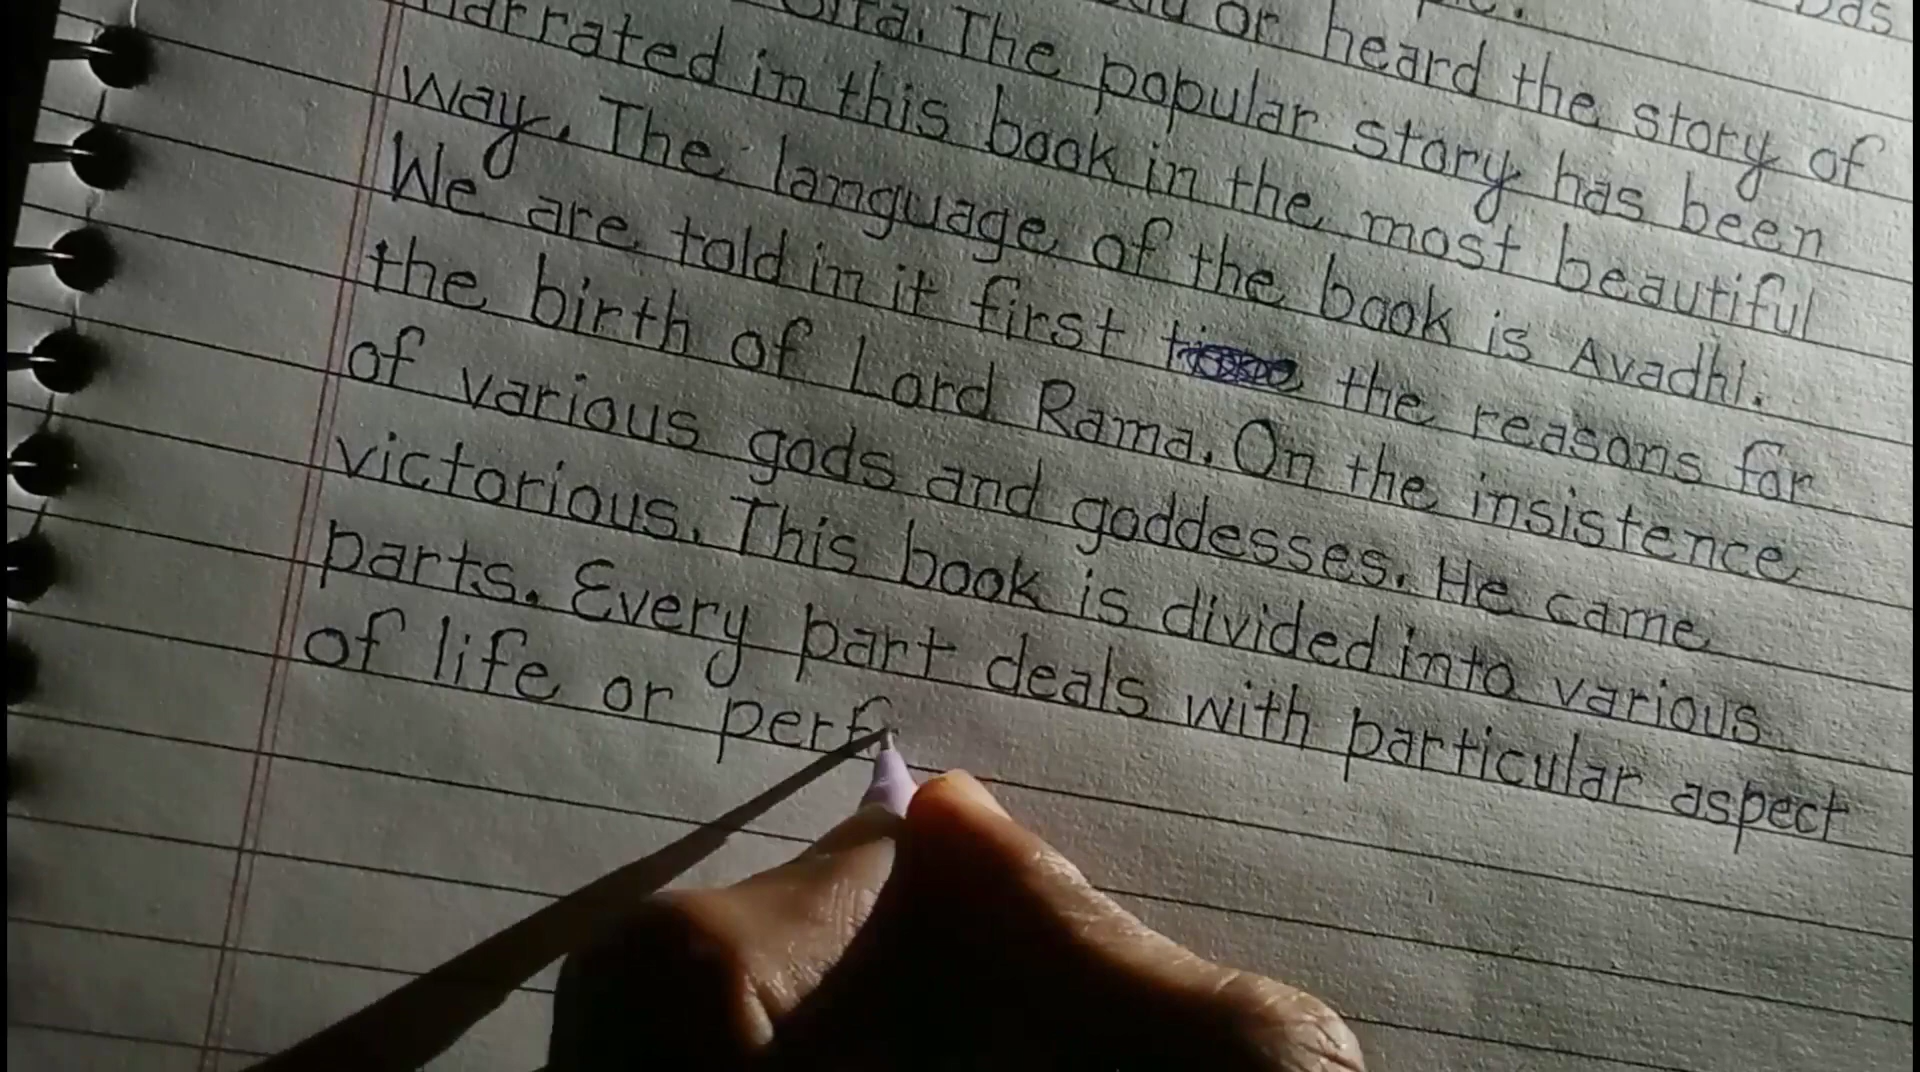 Das
or heard the story of
The popular story has been
narrated in this book in the most beautiful
way. The language of the book is Avadhi.
We are told in it first the reasons for
the birth of Lord Rama. On the insistence
of various gods and goddesses. He came
victorious. This book is divided into various
parts. Every part deals with particular aspect
of life or perf